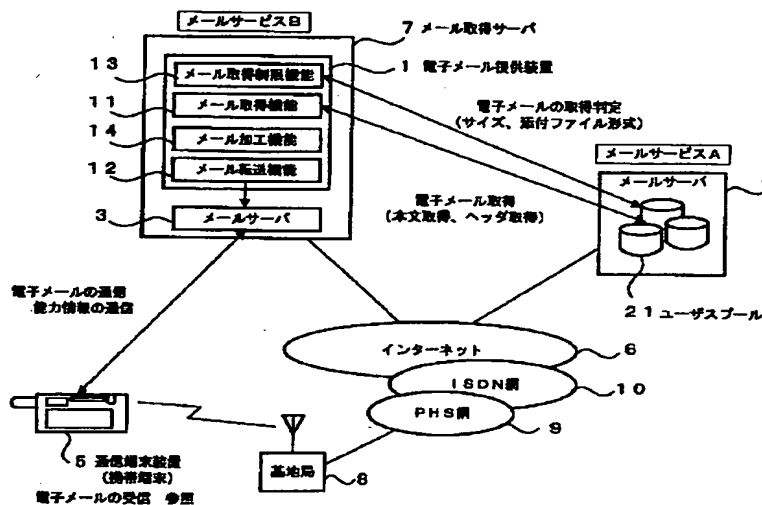 メールサービスB
7 メール取得サーバ
1 電子メール提供装置
13
メール取得制限機能
11
メール取得機能
14
メール加工機能
12
メール転送機能
3
メールサーバ
電子メールの取得判定
(サイズ、添付ファイル形式)
メールサービスA
メールサーバ
電子メール取得
(本文取得、ヘッダ取得)
21 ユーザスプール
電子メールの通信
能力情報の通信
インターネット
6
ISDN網
10
PHS網
9
基地局
8
5 通信端末装置
(携帯端末)
電子メールの受信 参照